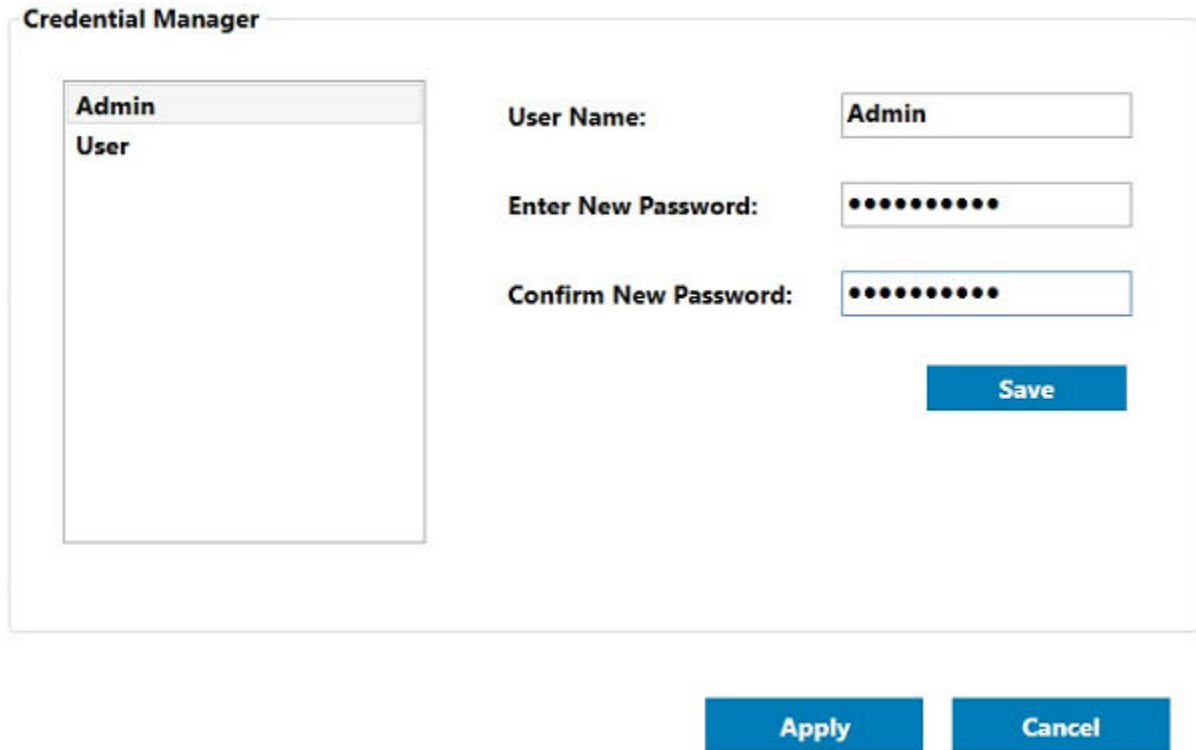 Credential Manager
Admin
User
User Name:
Admin
Enter New Password:
●●●●●●●●●●
Confirm New Password:
●●●●●●●●●●
Save
Apply
Cancel